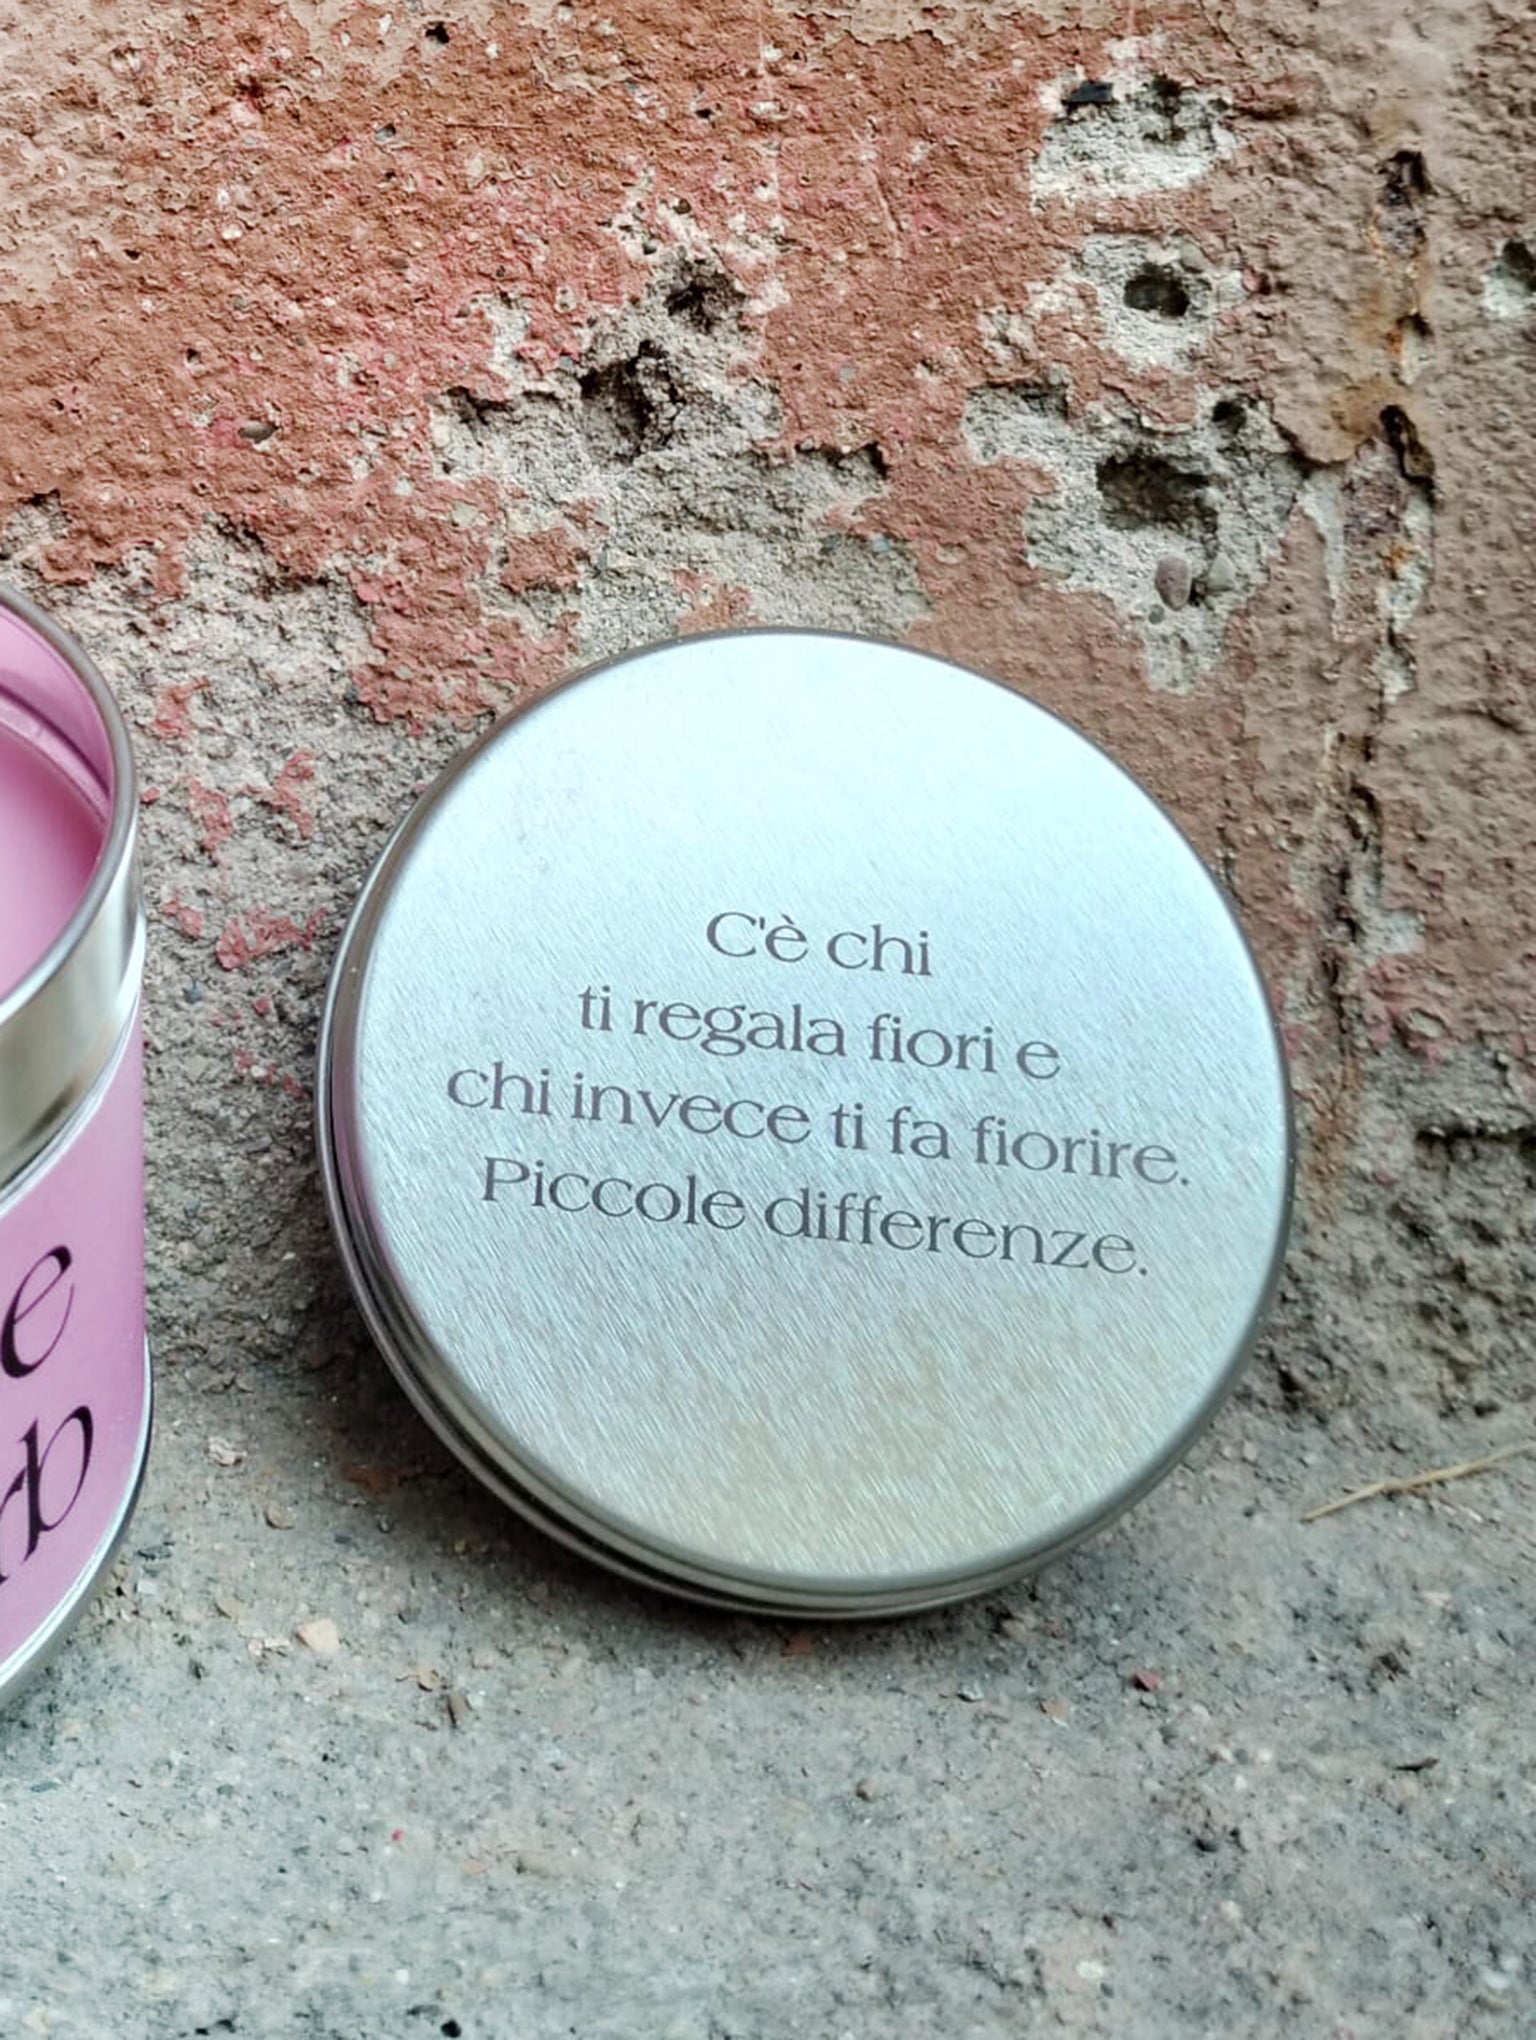 C'è chi
ti regala fiori e
chi invece ti fa fiorire.
Piccole differenze.